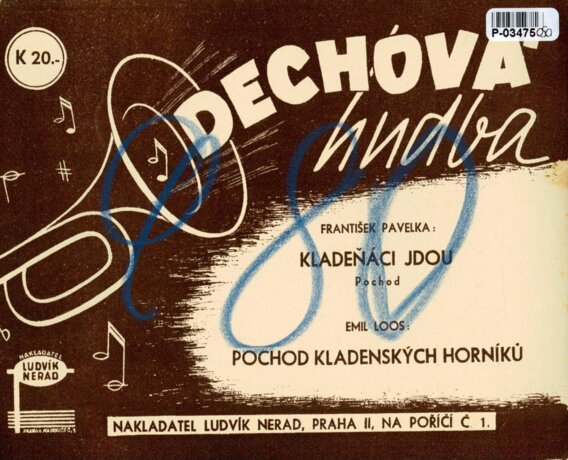 P-03475
K 20.-
DECHOVÁ
hudba
080
FRANTIŠEK PAVELKA:
KLADEŇÁCI JDOU
Pochod
EMIL LOOS:
POCHOD KLADENSKÝCH HORNÍKŮ
NAKLADATEL
LUDVÍK
NERAD
NAKLADATEL LUDVÍK NERAD, PRAHA II, NA POŘÍČÍ Č 1.